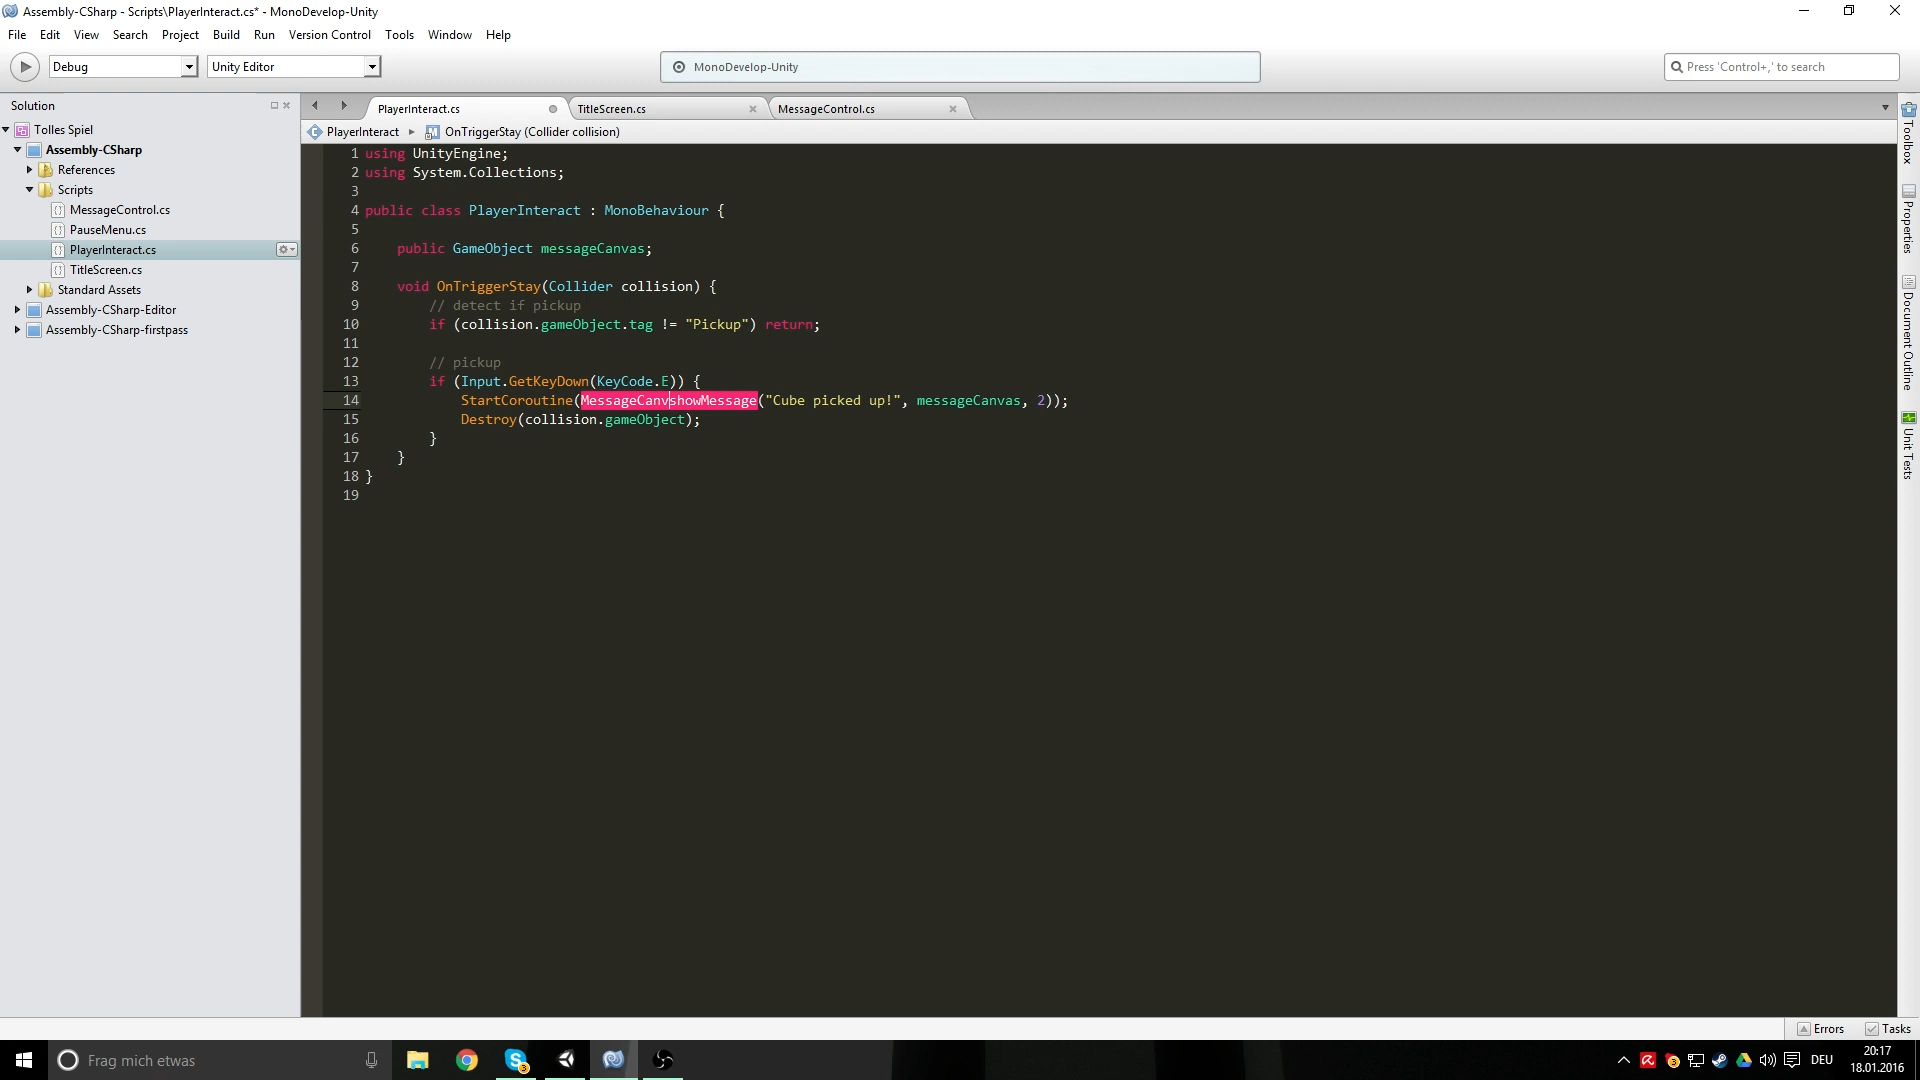 Assembly-CSharp - Scripts\PlayerInteract.cs* - MonoDevelop-Unity
File Edit View Search Project Build Run Version Control Tools Window Help
Debug Unity Editor MonoDevelop-Unity Press 'Control+,' to search
Solution
Tolles Spiel
Assembly-CSharp
References
Scripts
MessageControl.cs
PauseMenu.cs
PlayerInteract.cs
TitleScreen.cs
Standard Assets
Assembly-CSharp-Editor
Assembly-CSharp-firstpass
PlayerInteract.cs TitleScreen.cs MessageControl.cs
PlayerInteract OnTriggerStay (Collider collision)
1 using UnityEngine;
2 using System.Collections;
3
4 public class PlayerInteract : MonoBehaviour {
5
6 public GameObject messageCanvas;
7
8 void OnTriggerStay(Collider collision) {
9 // detect if pickup
10 if (collision.gameObject.tag != "Pickup") return;
11
12 // pickup
13 if (Input.GetKeyDown(KeyCode.E)) {
14 StartCoroutine(MessageCanvshowMessage("Cube picked up!", messageCanvas, 2));
15 Destroy(collision.gameObject);
16 }
17 }
18 }
19
Toolbox
Properties
Document Outline
Unit Tests
Errors Tasks
Frag mich etwas
3
3
DEU
20:17
18.01.2016